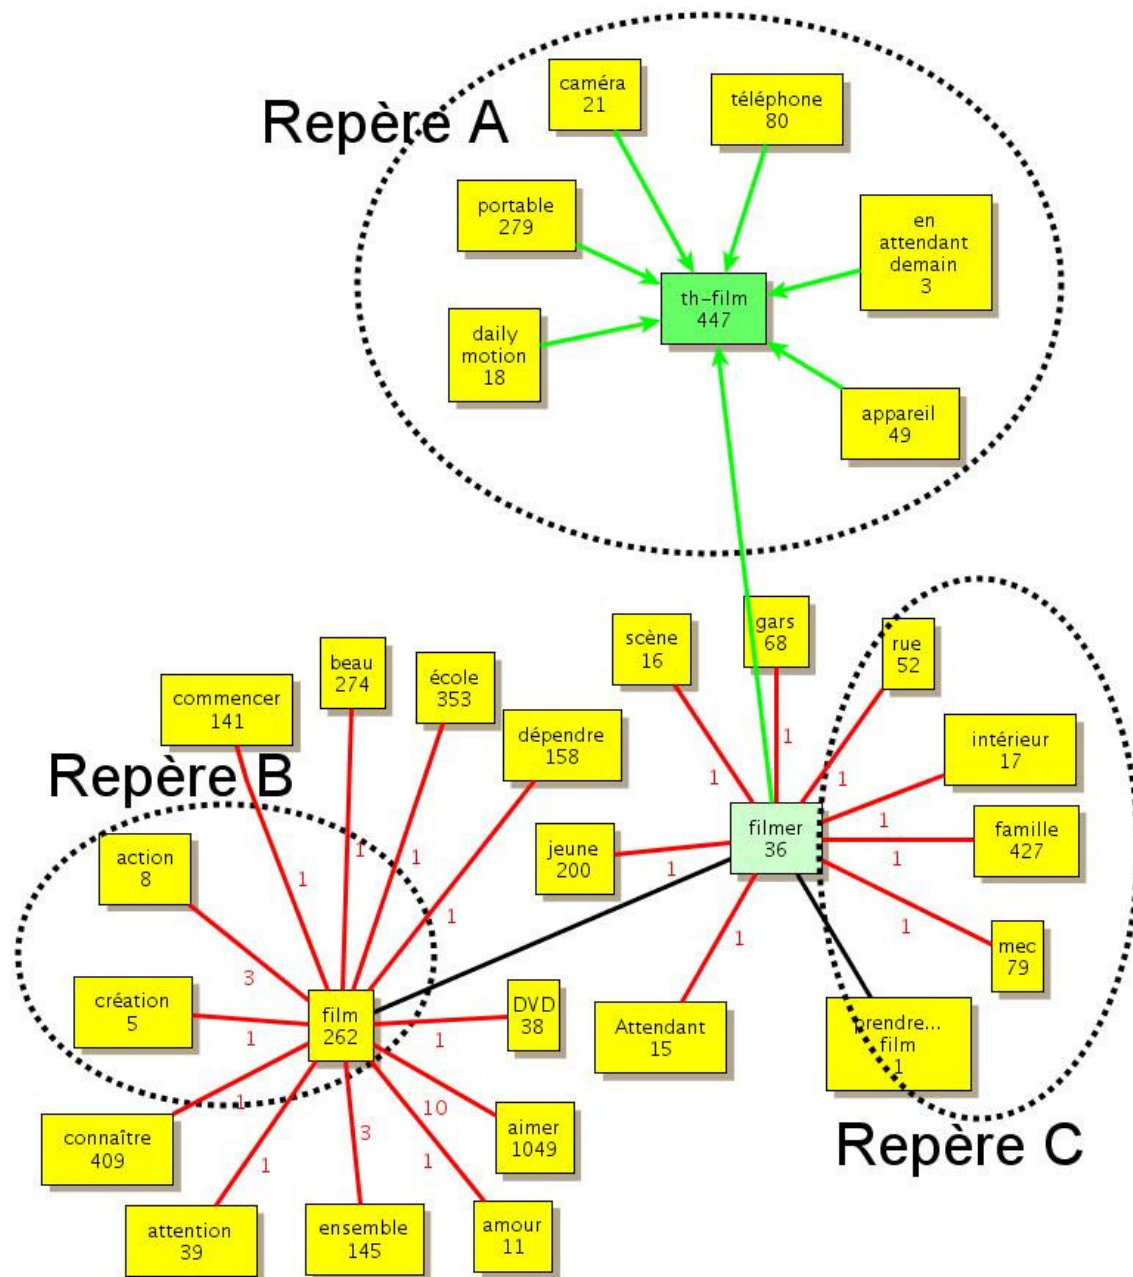 Repère A
caméra
21
téléphone
80
portable
279
en
attendant
demain
3
th-film
447
daily
motion
18
appareil
49
scène
16
gars
68
rue
52
beau
274
école
353
commencer
141
dépendre
158
intérieur
17
Repère B
1
1
1
filmer
36
1
famille
427
action
8
1
1
jeune
200
1
1
1
1
1
1
mec
79
3
création
5
film
262
DVD
38
Attendant
15
prendre...
film
1
1
1
connaître
409
1
10
aimer
1049
3
Repère C
1
1
attention
39
ensemble
145
amour
11